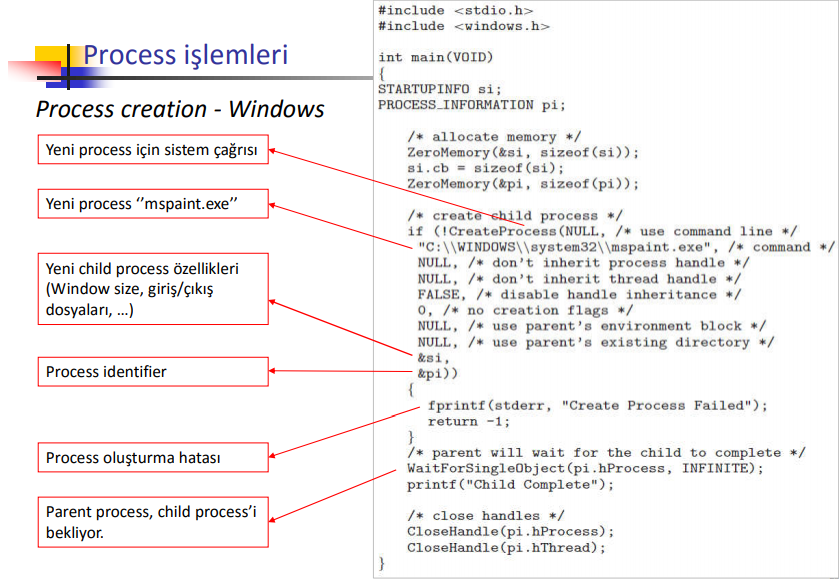 Process işlemleri
Process creation - Windows
Yeni process için sistem çağrısı
Yeni process ‘’mspaint.exe’’
Yeni child process özellikleri
(Window size, giriş/çıkış
dosyaları, …)
Process identifier
Process oluşturma hatası
Parent process, child process’i
bekliyor.
#include <stdio.h>
#include <windows.h>
int main(VOID)
{
STARTUPINFO si;
PROCESS_INFORMATION pi;
/* allocate memory */
ZeroMemory(&si, sizeof(si));
si.cb = sizeof(si);
ZeroMemory(&pi, sizeof(pi));
/* create child process */
if (!CreateProcess(NULL, /* use command line */
"C:\\WINDOWS\\system32\\mspaint.exe", /* command */
NULL, /* don't inherit process handle */
NULL, /* don't inherit thread handle */
FALSE, /* disable handle inheritance */
0, /* no creation flags */
NULL, /* use parent's environment block */
NULL, /* use parent's existing directory */
&si,
&pi))
{
fprintf(stderr, "Create Process Failed");
return -1;
}
/* parent will wait for the child to complete */
WaitForSingleObject(pi.hProcess, INFINITE);
printf("Child Complete");
/* close handles */
CloseHandle(pi.hProcess);
CloseHandle(pi.hThread);
}